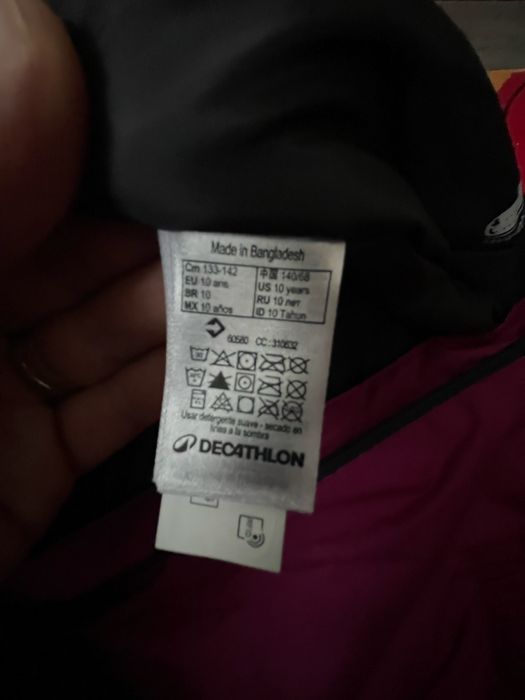 Made in Bangladesh
Cm 133-142
EU 10 ans
BR 10
MX 10 años
中国 140/68
US 10 years
RU 10 лет
ID 10 Tahun
60580 CC:310632
Usar detergente suave - secado en
linea a la sombra
DECATHLON